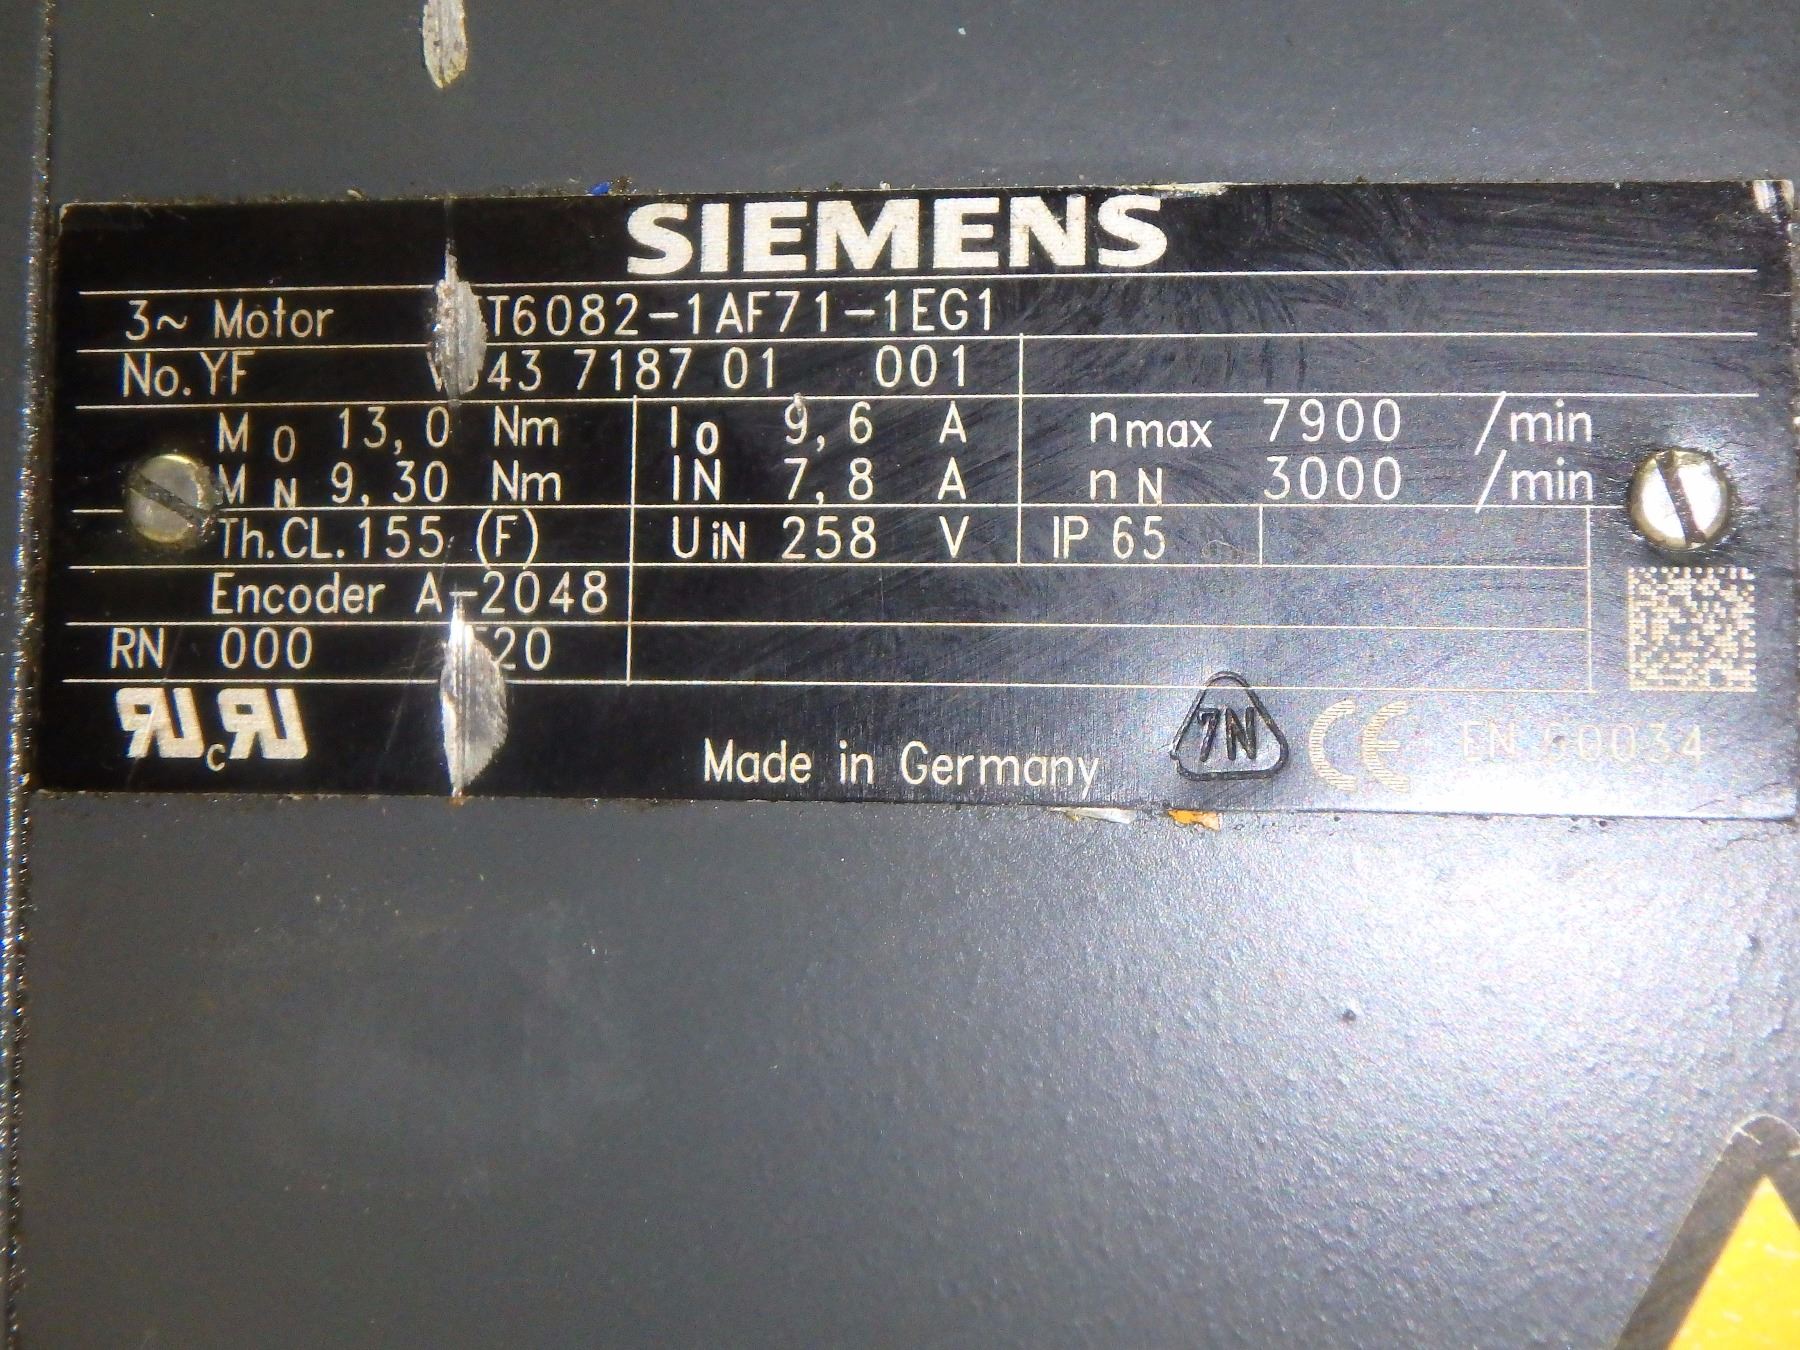 SIEMENS
3~ Motor T6082-1AF71-1EG1
No. YF 43 7187 01 001
M0 13,0 Nm I0 9,6 A nmax 7900 /min
MN 9,30 Nm IN 7,8 A nN 3000 /min
Th.CL.155 (F) UiN 258 V IP 65
Encoder A-2048
RN 000 20
Made in Germany 7N CE EN 60034